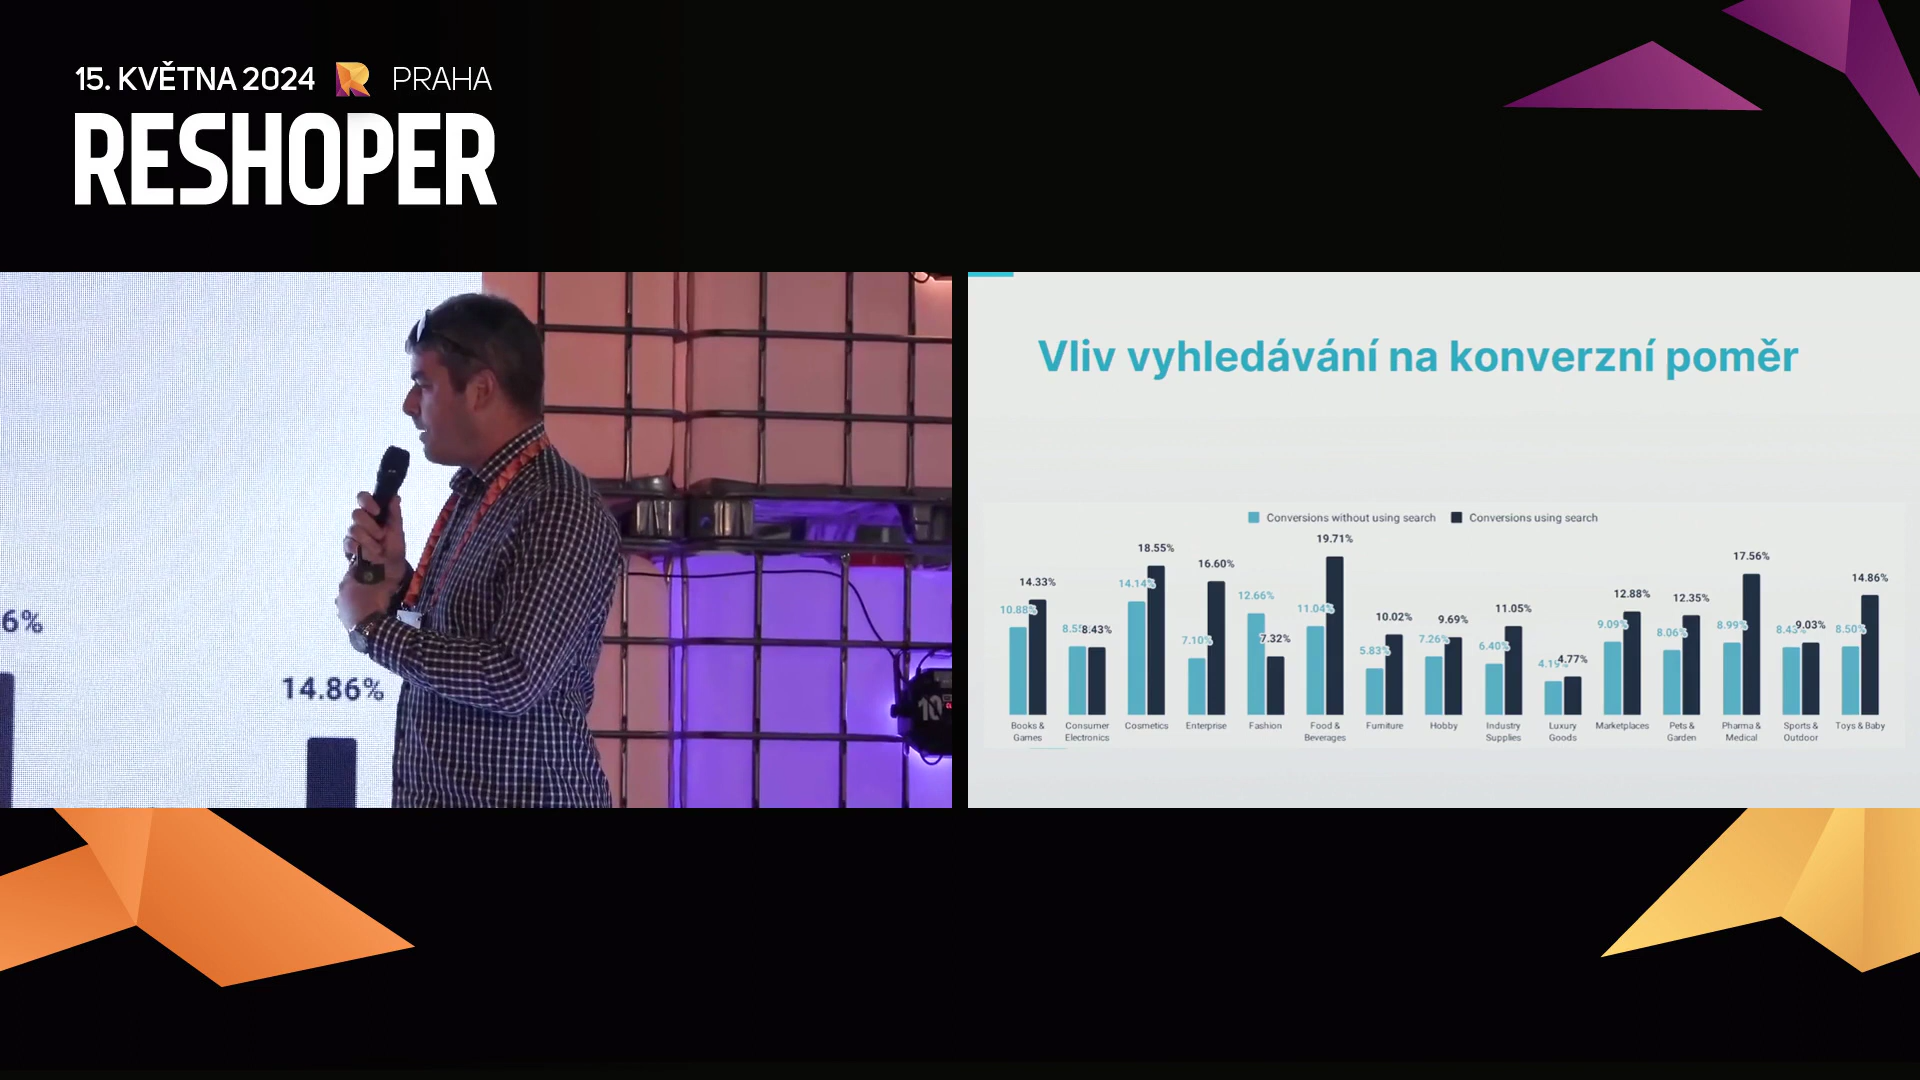 15. KVĚTNA 2024 R PRAHA
RESHOPER
6%
14.86%
10
Vliv vyhledávání na konverzní poměr
Conversions without using search
Conversions using search
10.88% 14.33%
8.43%
14.14% 18.55%
7.10% 16.60%
12.66% 7.32%
11.04% 19.71%
5.83% 10.02%
7.26% 9.69%
6.40% 11.05%
4.19% 4.77%
9.09% 12.88%
8.06% 12.35%
8.99% 17.56%
8.43% 9.03%
8.50% 14.86%
Books & Games
Consumer Electronics
Cosmetics
Enterprise
Fashion
Food & Beverages
Furniture
Hobby
Industry Supplies
Luxury Goods
Marketplaces
Pets & Garden
Pharma & Medical
Sports & Outdoor
Toys & Baby